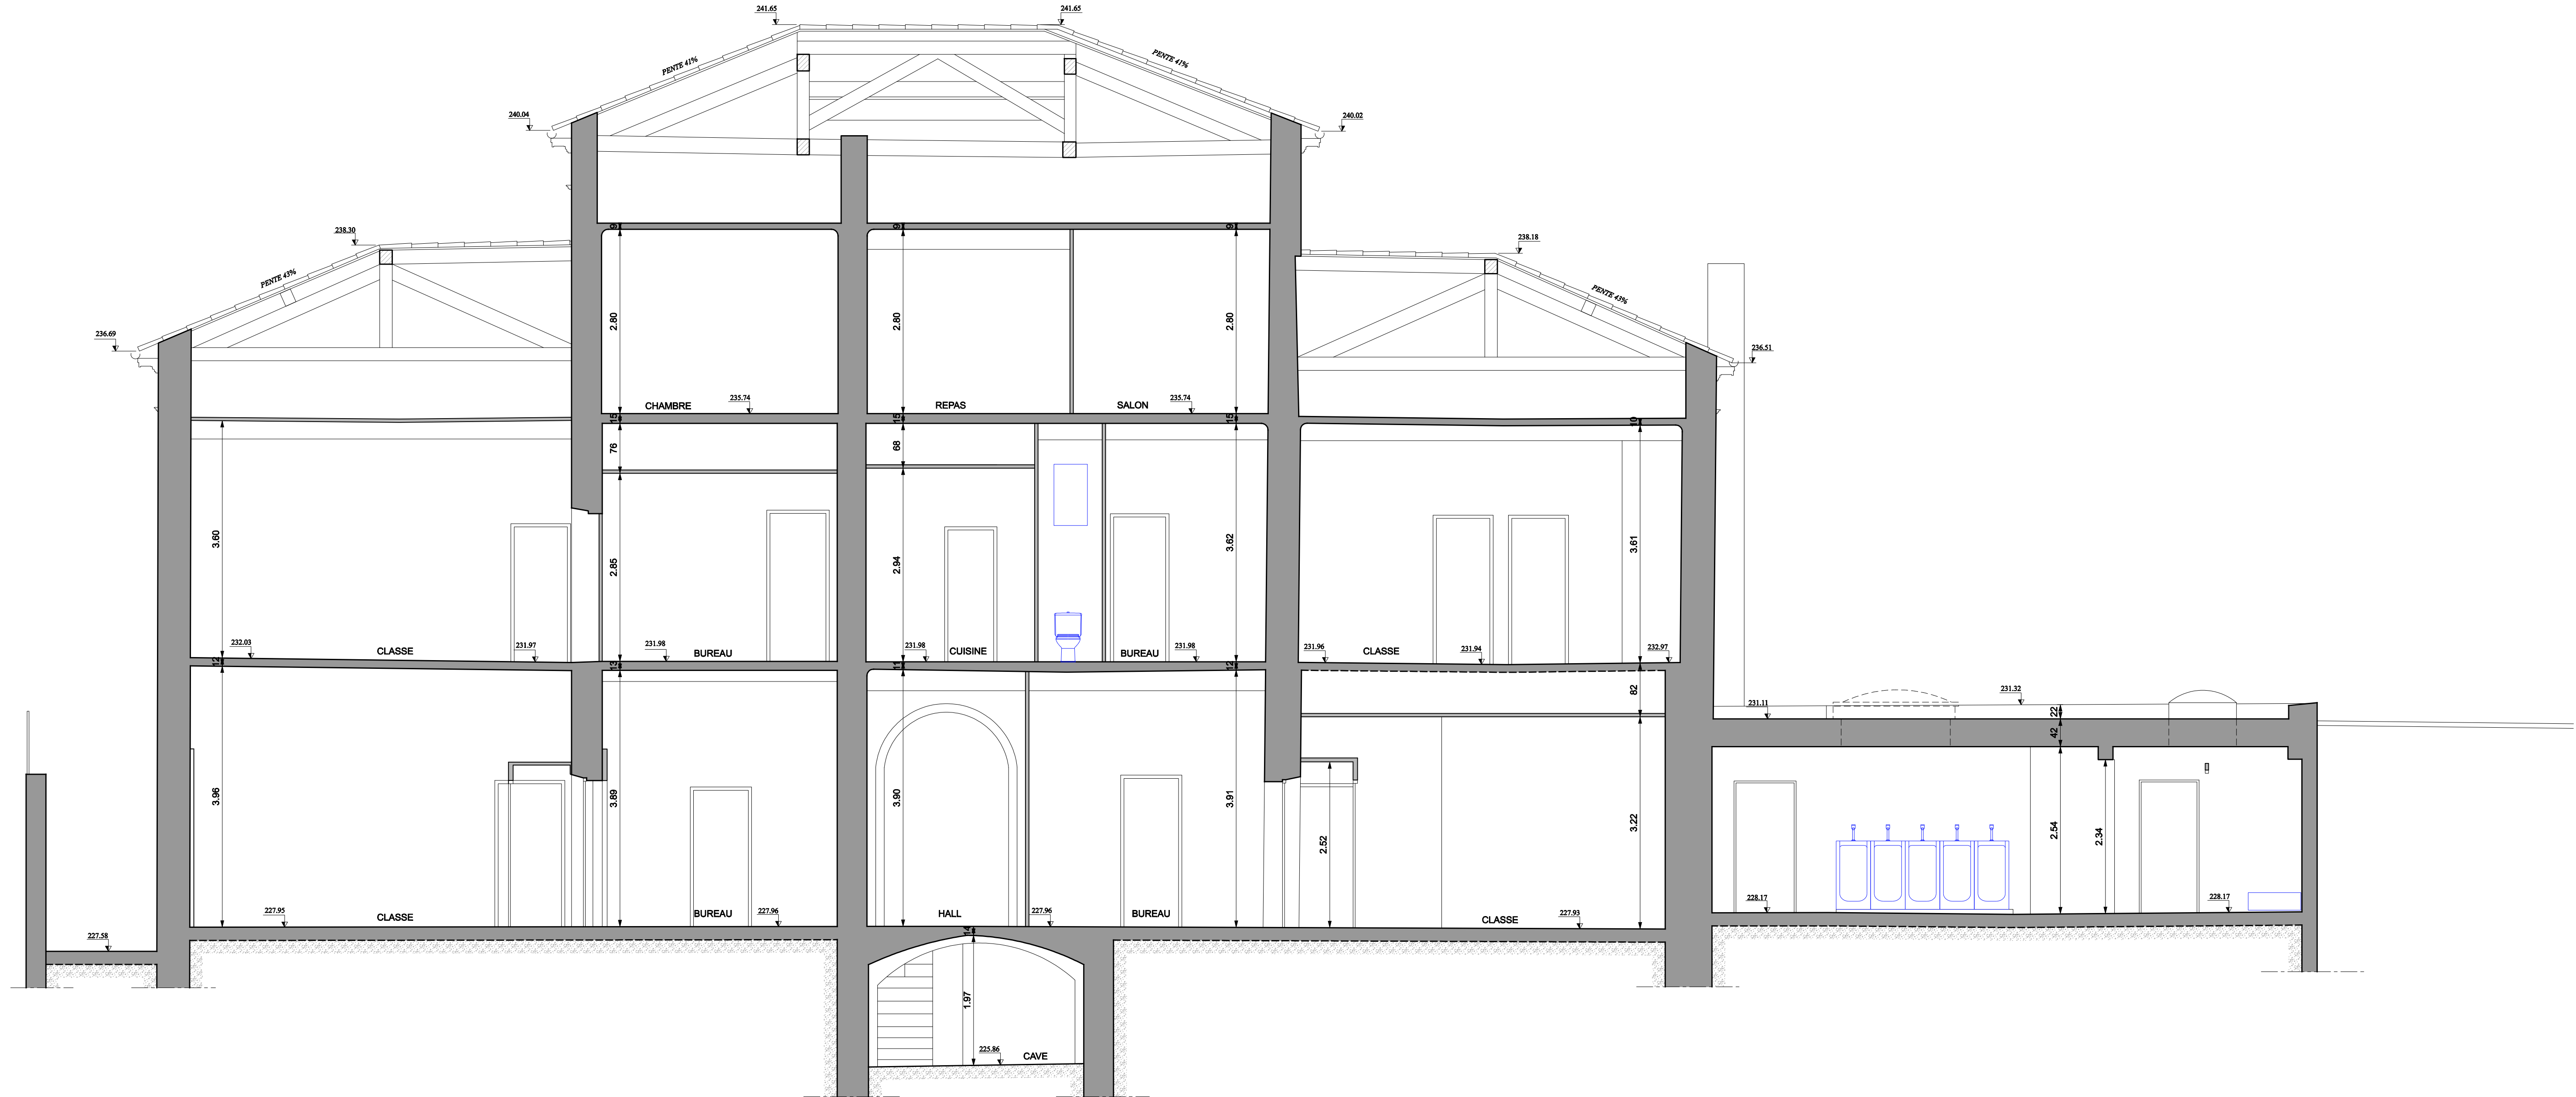 241.65 241.65
PENTE 41% PENTE 41%
240.04 240.02
9 9 9
238.30 238.18
PENTE 43% PENTE 43%
2.80 2.80 2.80
236.69 236.51
CHAMBRE 235.74 REPAS SALON 235.74
15 15 15 10
76 68
3.60 2.85 2.94 3.62 3.61
232.03 231.97 231.98 231.98 231.98 231.96 231.94 232.97
CLASSE BUREAU CUISINE BUREAU CLASSE
12 13 11 12
82
231.11 231.32
22
42
3.96 3.89 3.90 3.91 2.52 3.22 2.54 2.34
228.17 228.17
227.95 227.96 227.96 227.93
CLASSE BUREAU HALL BUREAU CLASSE
227.58
14
1.97
225.86 CAVE